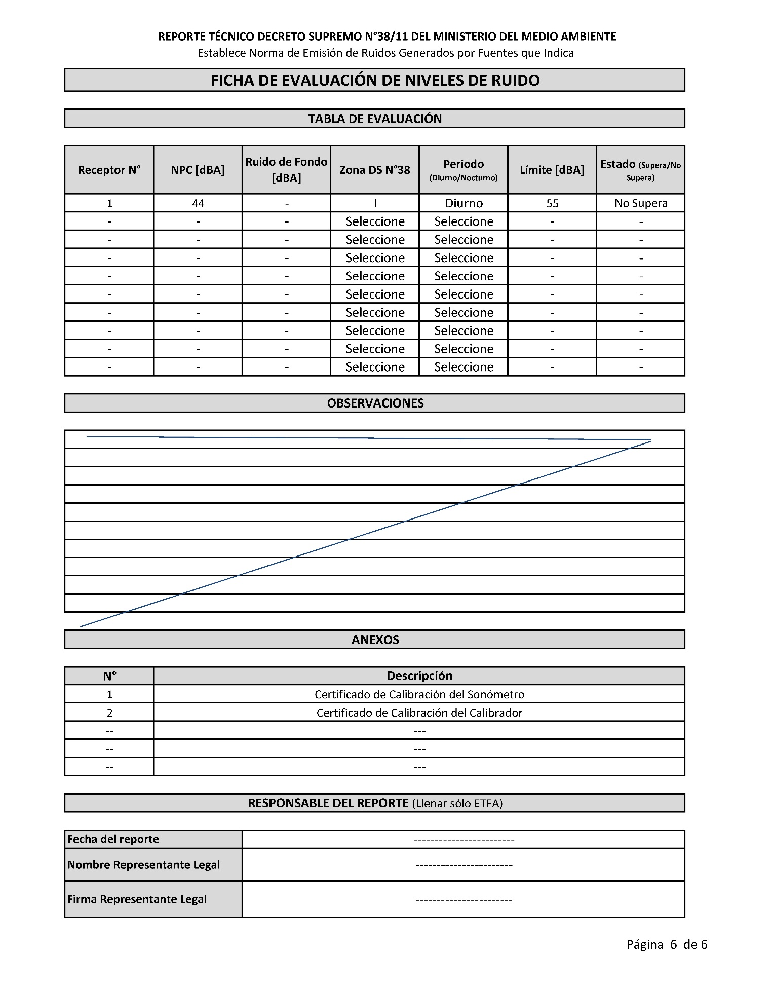 REPORTE TÉCNICO DECRETO SUPREMO N°38/11 DEL MINISTERIO DEL MEDIO AMBIENTE
Establece Norma de Emisión de Ruidos Generados por Fuentes que Indica
FICHA DE EVALUACIÓN DE NIVELES DE RUIDO
TABLA DE EVALUACIÓN
Receptor N° NPC [dBA] Ruido de Fondo [dBA] Zona DS N°38 Periodo (Diurno/Nocturno) Límite [dBA] Estado (Supera/No Supera)
1 44 - I Diurno 55 No Supera
- - - Seleccione Seleccione - -
- - - Seleccione Seleccione - -
- - - Seleccione Seleccione - -
- - - Seleccione Seleccione - -
- - - Seleccione Seleccione - -
- - - Seleccione Seleccione - -
- - - Seleccione Seleccione - -
- - - Seleccione Seleccione - -
- - - Seleccione Seleccione - -
OBSERVACIONES
ANEXOS
N° Descripción
1 Certificado de Calibración del Sonómetro
2 Certificado de Calibración del Calibrador
-- ---
-- ---
-- ---
RESPONSABLE DEL REPORTE (Llenar sólo ETFA)
Fecha del reporte ------------------------
Nombre Representante Legal -----------------------
Firma Representante Legal -----------------------
Página 6 de 6